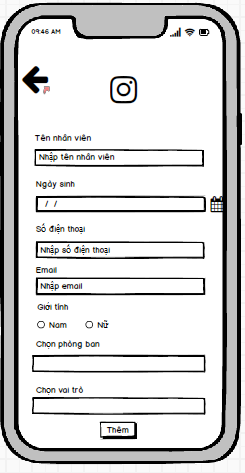 09:46 AM
Tên nhân viên
Nhập tên nhân viên
Ngày sinh
/ /
Số điện thoại
Nhập số điện thoại
Email
Nhập email
Giới tính
Nam Nữ
Chọn phòng ban
Chọn vai trò
Thêm